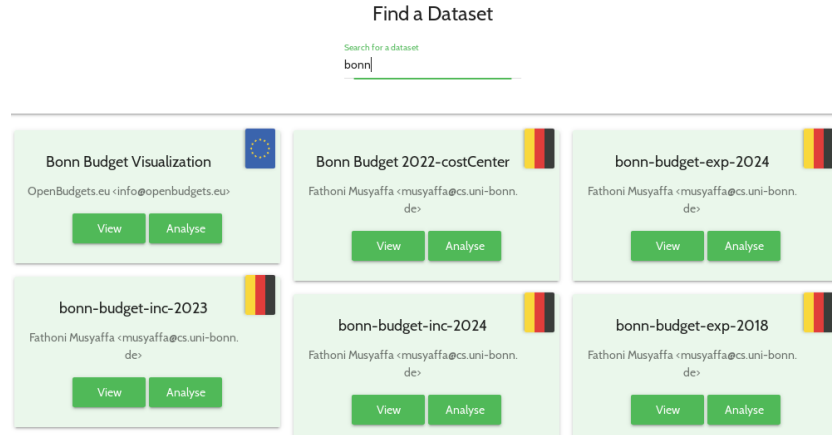 Find a Dataset
Search for a dataset
bonn
Bonn Budget Visualization
OpenBudgets.eu <info@openbudgets.eu>
View Analyse
Bonn Budget 2022-costCenter
Fathoni Musyaffa <musyaffa@cs.uni-bonn.
de>
View Analyse
bonn-budget-exp-2024
Fathoni Musyaffa <musyaffa@cs.uni-bonn.
de>
View Analyse
bonn-budget-inc-2023
Fathoni Musyaffa <musyaffa@cs.uni-bonn.
de>
View Analyse
bonn-budget-inc-2024
Fathoni Musyaffa <musyaffa@cs.uni-bonn.
de>
View Analyse
bonn-budget-exp-2018
Fathoni Musyaffa <musyaffa@cs.uni-bonn.
de>
View Analyse